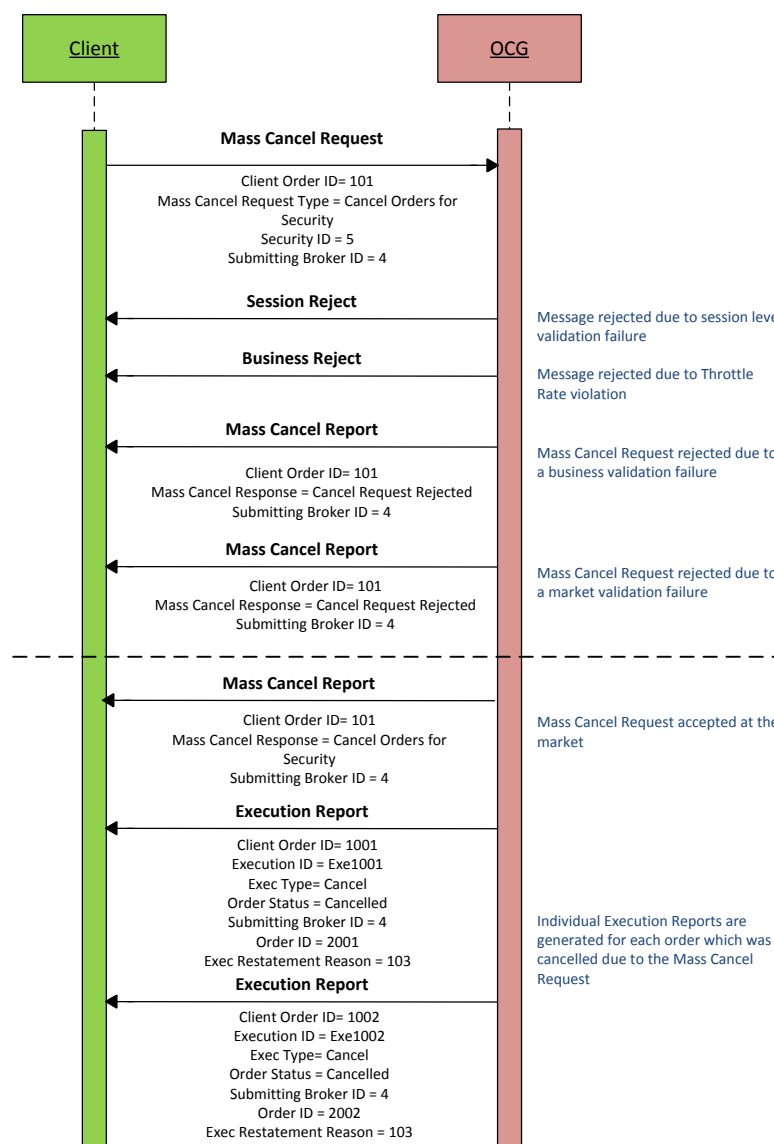 Client
OCG
Mass Cancel Request
Client Order ID= 101
Mass Cancel Request Type = Cancel Orders for
Security
Security ID = 5
Submitting Broker ID = 4
Session Reject
Message rejected due to session leve
validation failure
Business Reject
Message rejected due to Throttle
Rate violation
Mass Cancel Report
Mass Cancel Request rejected due to
a business validation failure
Client Order ID= 101
Mass Cancel Response = Cancel Request Rejected
Submitting Broker ID = 4
Mass Cancel Report
Mass Cancel Request rejected due to
a market validation failure
Client Order ID= 101
Mass Cancel Response = Cancel Request Rejected
Submitting Broker ID = 4
Mass Cancel Report
Client Order ID= 101
Mass Cancel Response = Cancel Orders for
Security
Submitting Broker ID = 4
Mass Cancel Request accepted at the
market
Execution Report
Client Order ID= 1001
Execution ID = Exe1001
Exec Type= Cancel
Order Status = Cancelled
Submitting Broker ID = 4
Order ID = 2001
Exec Restatement Reason = 103
Individual Execution Reports are
generated for each order which was
cancelled due to the Mass Cancel
Request
Execution Report
Client Order ID= 1002
Execution ID = Exe1002
Exec Type= Cancel
Order Status = Cancelled
Submitting Broker ID = 4
Order ID = 2002
Exec Restatement Reason = 103